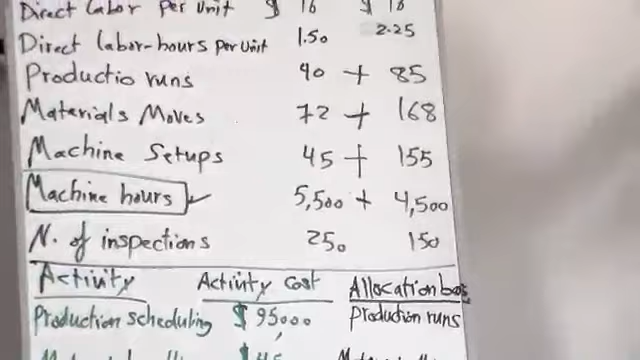 Direct Labor per Unit $ 16 $ 18
Direct Labor-hours per Unit 1.50 2.25
Productio runs 40 + 85
Materials Moves 72 + 168
Machine Setups 45 + 155
Machine hours 5,500 + 4,500
N. of inspections 250 150
Activity Activity Cost Allocation base
Production scheduling $ 95000 production runs